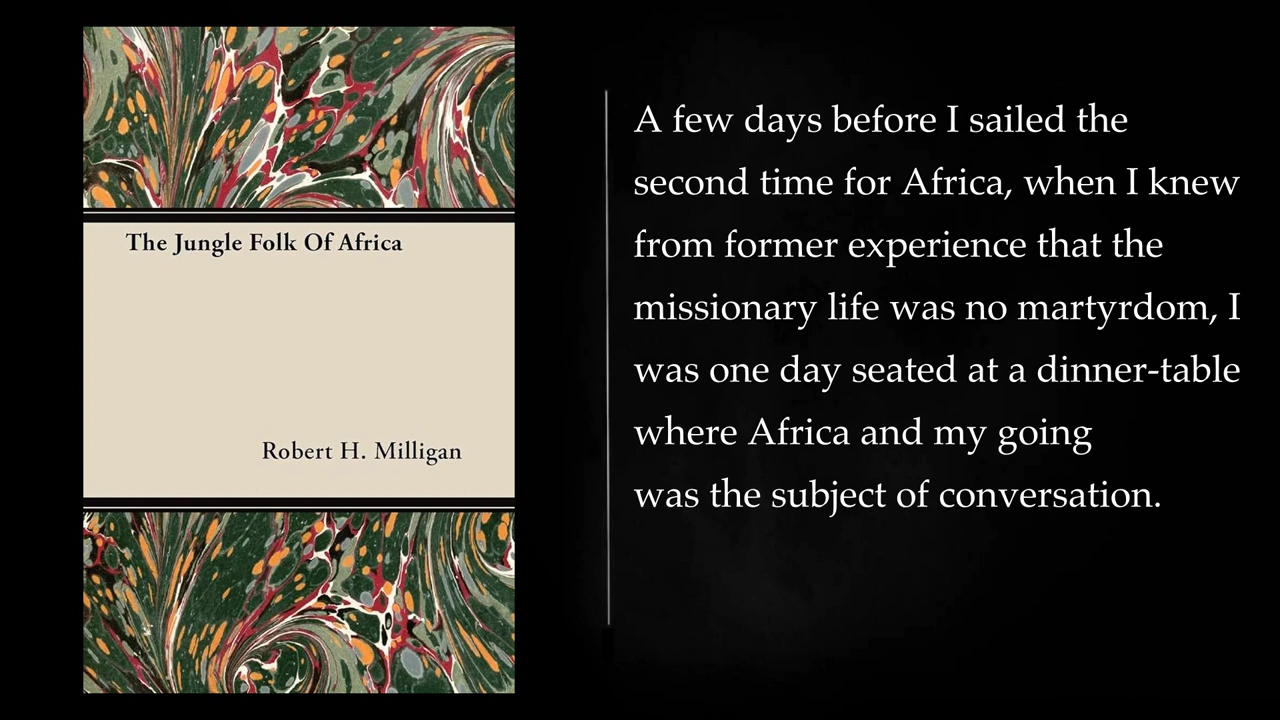 The Jungle Folk Of Africa
Robert H. Milligan
A few days before I sailed the
second time for Africa, when I knew
from former experience that the
missionary life was no martyrdom, I
was one day seated at a dinner-table
where Africa and my going
was the subject of conversation.